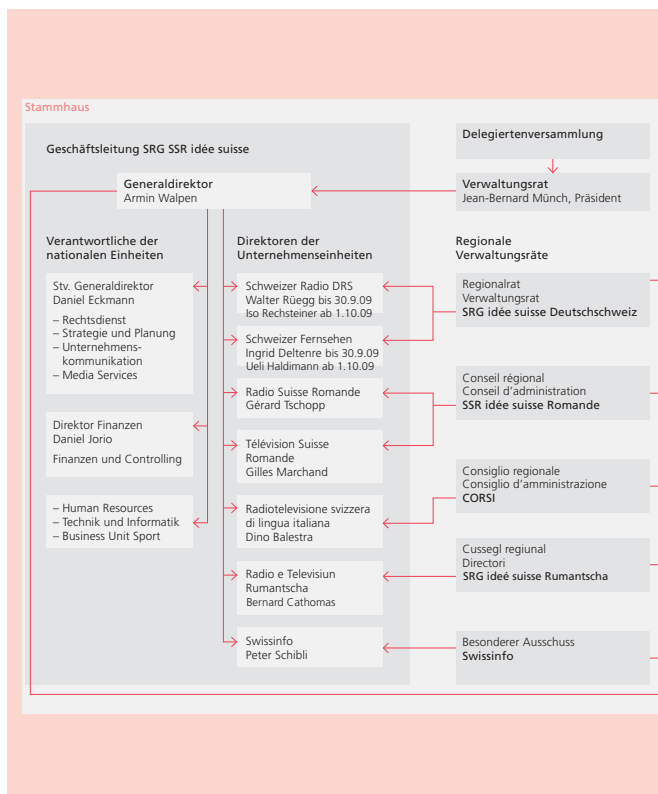 Stammhaus
Geschäftsleitung SRG SSR idée suisse
Generaldirektor
Armin Walpen
Verantwortliche der
nationalen Einheiten
Stv. Generaldirektor
Daniel Eckmann
– Rechtsdienst
– Strategie und Planung
– Unternehmens-
kommunikation
– Media Services
Direktor Finanzen
Daniel Jorio
Finanzen und Controlling
– Human Resources
– Technik und Informatik
– Business Unit Sport
Direktoren der
Unternehmenseinheiten
Schweizer Radio DRS
Walter Rüegg bis 30.9.09
Iso Rechsteiner ab 1.10.09
Schweizer Fernsehen
Ingrid Deltenre bis 30.9.09
Ueli Haldimann ab 1.10.09
Radio Suisse Romande
Gérard Tschopp
Télévision Suisse
Romande
Gilles Marchand
Radiotelevisione svizzera
di lingua italiana
Dino Balestra
Radio e Televisiun
Rumantscha
Bernard Cathomas
Swissinfo
Peter Schibli
Delegiertenversammlung
Verwaltungsrat
Jean-Bernard Münch, Präsident
Regionale
Verwaltungsräte
Regionalrat
Verwaltungsrat
SRG idée suisse Deutschschweiz
Conseil régional
Conseil d’administration
SSR idée suisse Romande
Consiglio regionale
Consiglio d’amministrazione
CORSI
Cussegl regiunal
Directori
SRG ideé suisse Rumantscha
Besonderer Ausschuss
Swissinfo